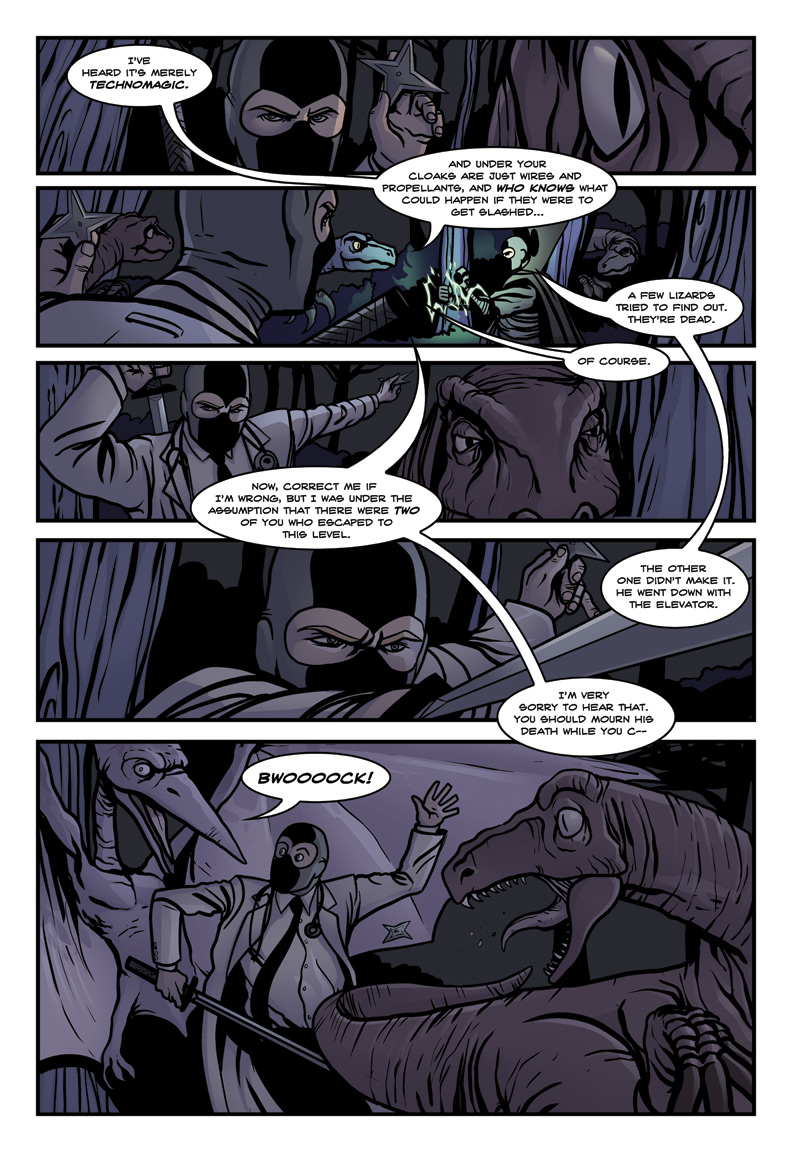 I'VE
HEARD IT'S MERELY
TECHNOMAGIC.
AND UNDER YOUR
CLOAKS ARE JUST WIRES AND
PROPELLANTS, AND WHO KNOWS WHAT
COULD HAPPEN IF THEY WERE TO
GET SLASHED...
A FEW LIZARDS
TRIED TO FIND OUT.
THEY'RE DEAD.
OF COURSE.
NOW, CORRECT ME IF
I'M WRONG, BUT I WAS UNDER THE
ASSUMPTION THAT THERE WERE TWO
OF YOU WHO ESCAPED TO
THIS LEVEL.
THE OTHER
ONE DIDN'T MAKE IT.
HE WENT DOWN WITH
THE ELEVATOR.
I'M VERY
SORRY TO HEAR THAT.
YOU SHOULD MOURN HIS
DEATH WHILE YOU C--
BWOOOOCK!